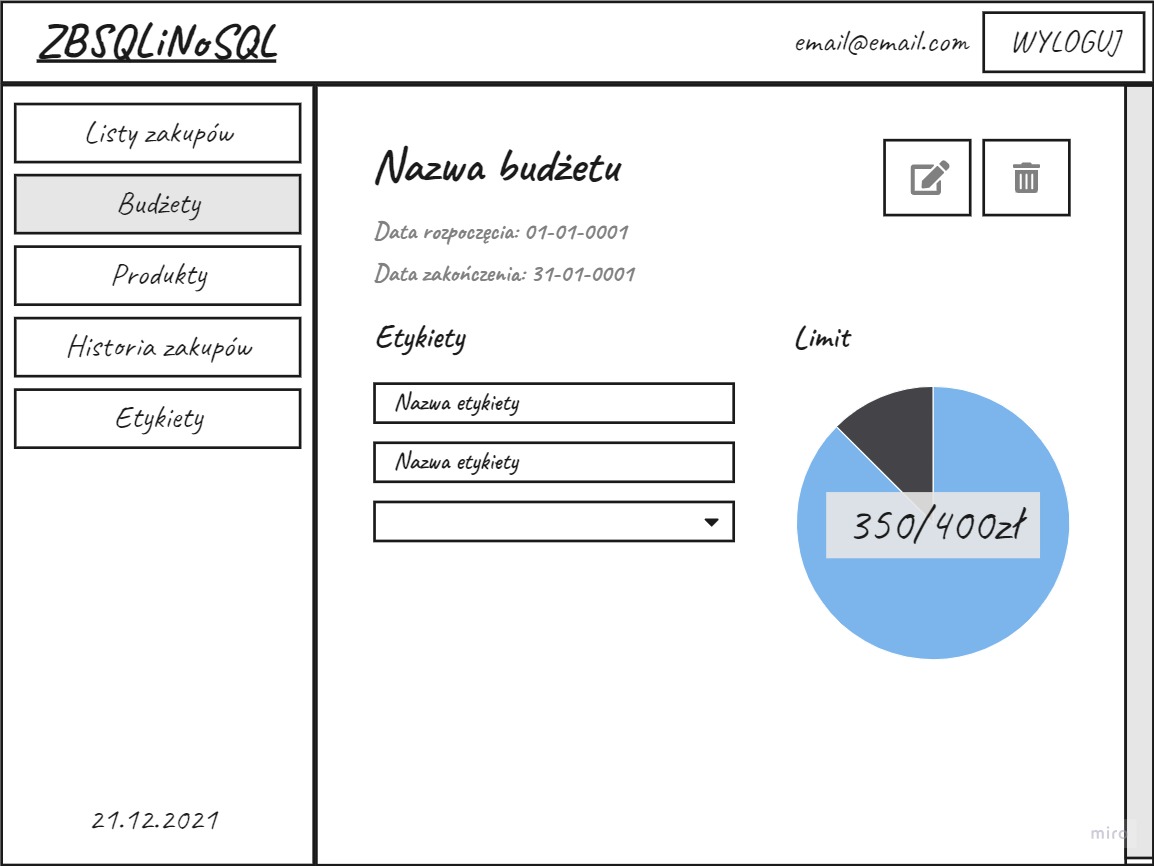 ZBSQLiNoSQL
email@email.com
WYLOGUJ
Listy zakupów
Budżety
Produkty
Historia zakupów
Etykiety
21.12.2021
Nazwa budżetu
Data rozpoczęcia: 01-01-0001
Data zakończenia: 31-01-0001
Etykiety
Nazwa etykiety
Nazwa etykiety
Limit
350/400zł
miro